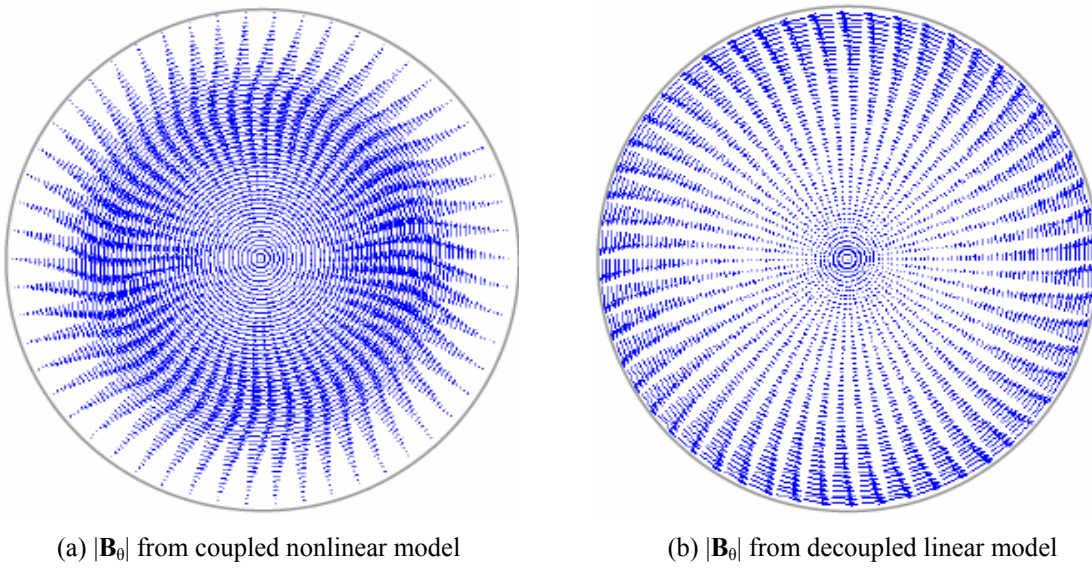 (a) |B_θ| from coupled nonlinear model
(b) |B_θ| from decoupled linear model